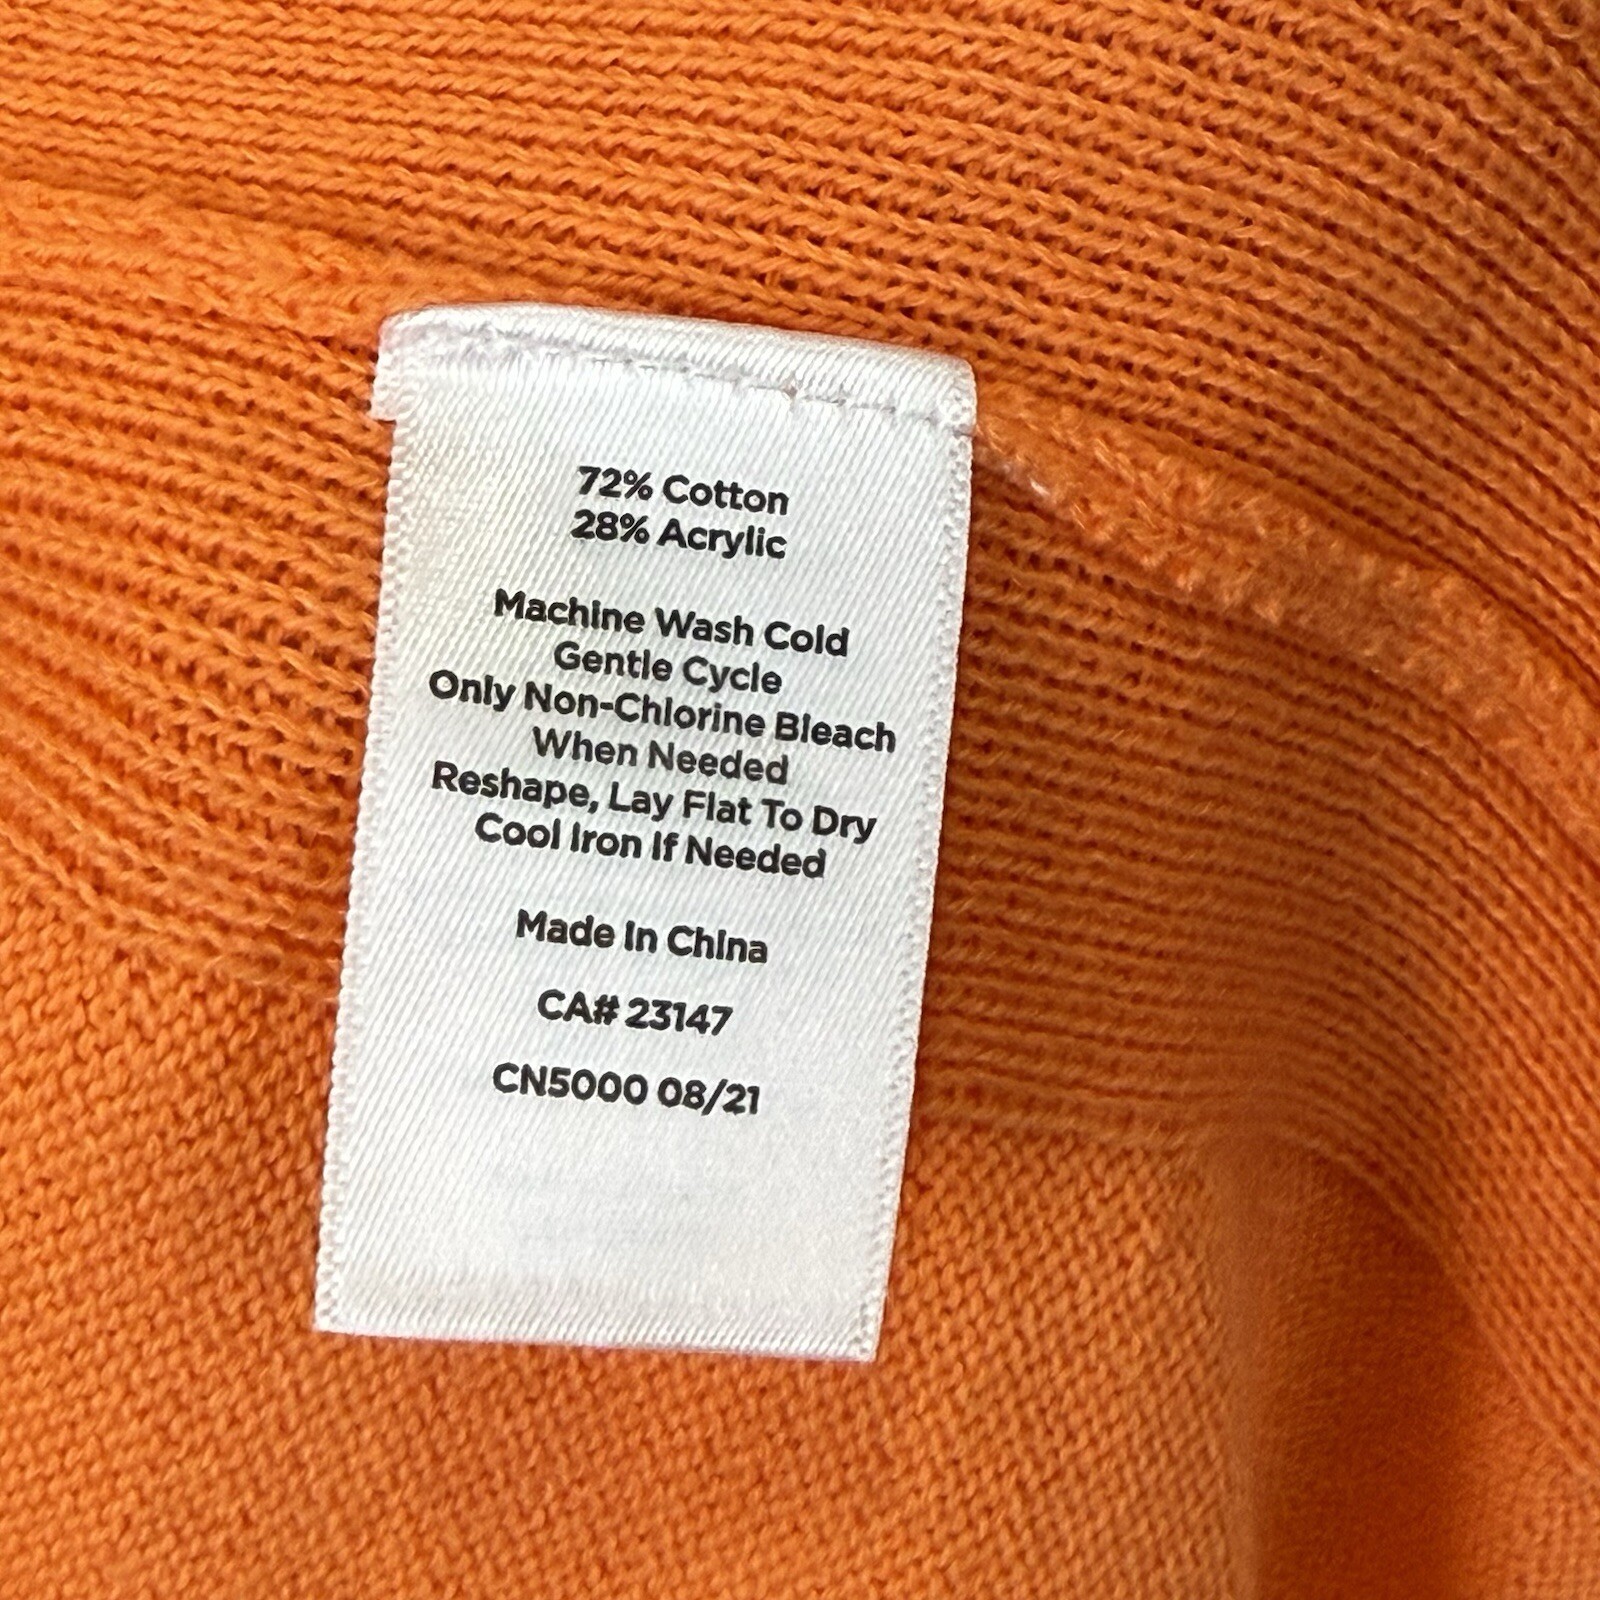 72% Cotton
28% Acrylic
Machine Wash Cold
Gentle Cycle
Only Non-Chlorine Bleach
When Needed
Reshape, Lay Flat To Dry
Cool Iron If Needed
Made In China
CA# 23147
CN5000 08/21